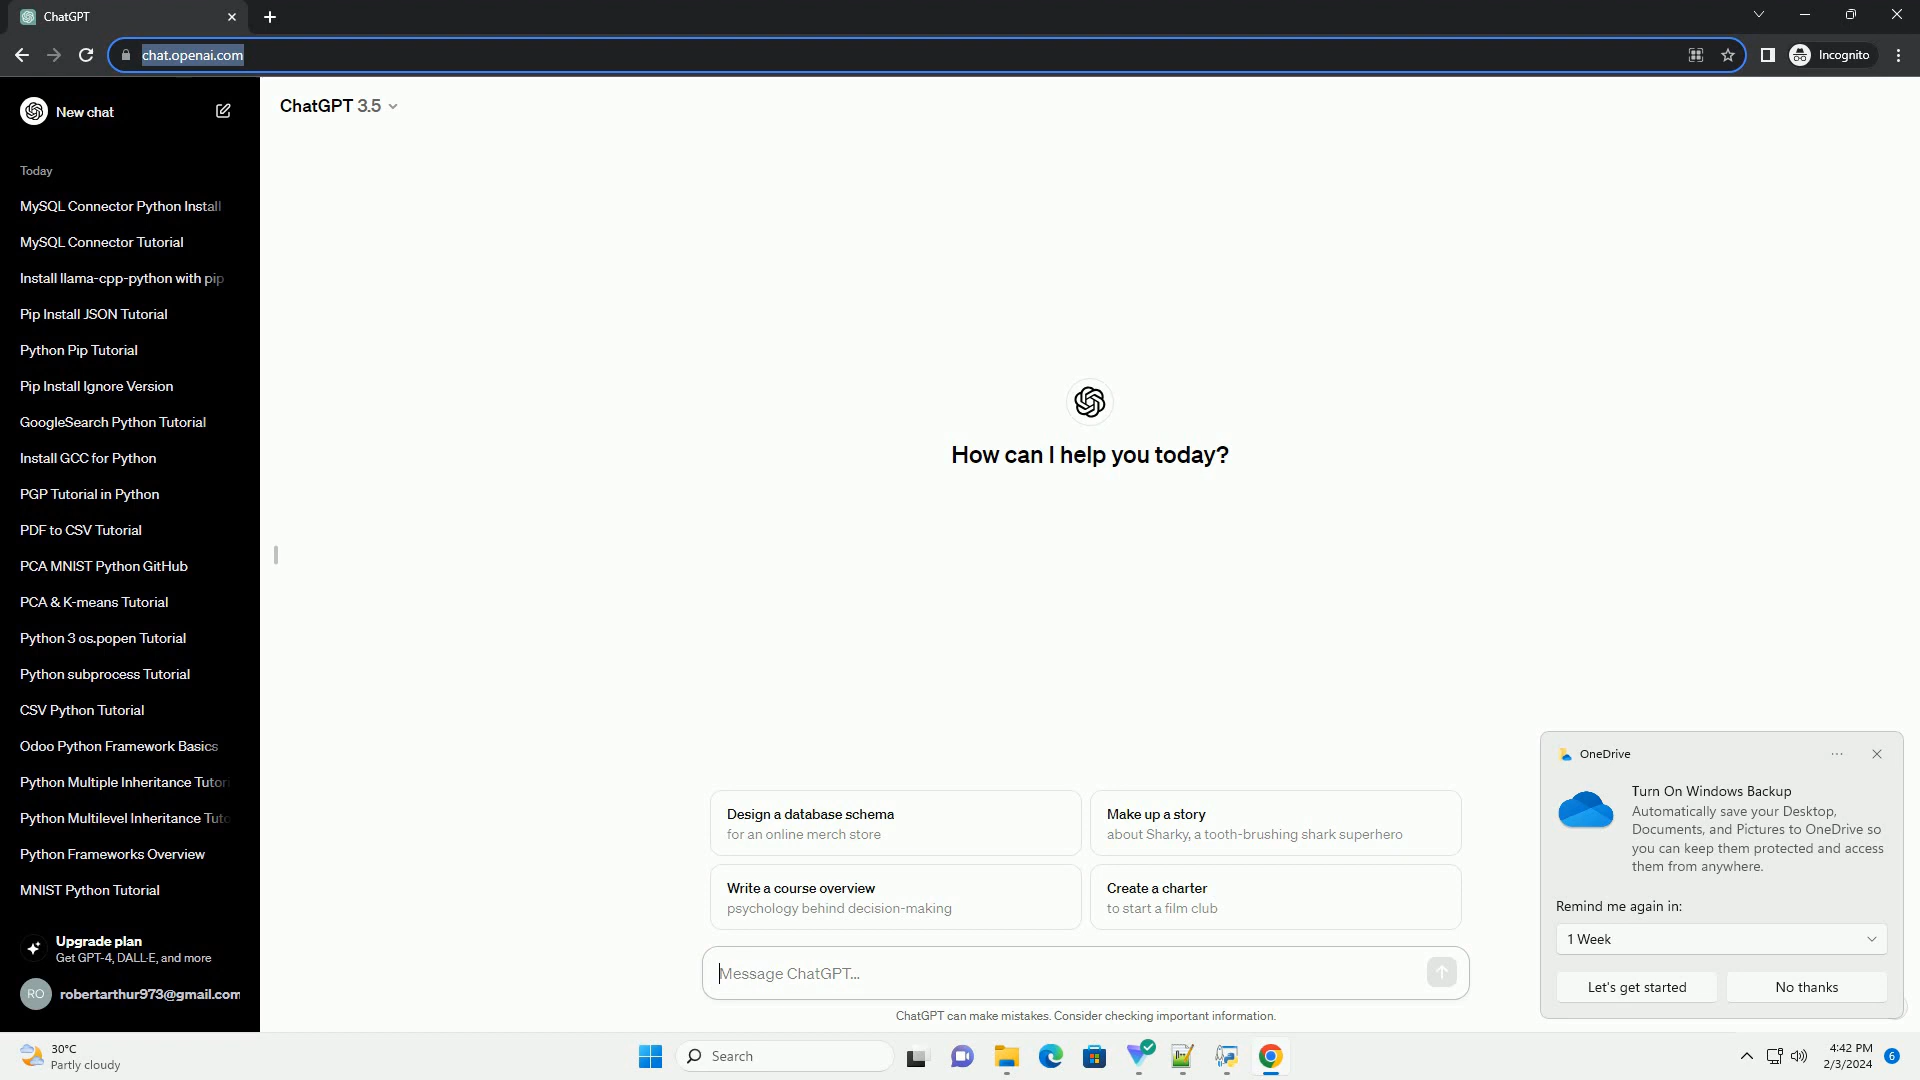 ChatGPT
chat.openai.com
Incognito
New chat
ChatGPT 3.5
Today
MySQL Connector Python Install
MySQL Connector Tutorial
Install llama-cpp-python with pip
Pip Install JSON Tutorial
Python Pip Tutorial
Pip Install Ignore Version
GoogleSearch Python Tutorial
Install GCC for Python
PGP Tutorial in Python
PDF to CSV Tutorial
PCA MNIST Python GitHub
PCA & K-means Tutorial
Python 3 os.popen Tutorial
Python subprocess Tutorial
CSV Python Tutorial
Odoo Python Framework Basics
Python Multiple Inheritance Tutori
Python Multilevel Inheritance Tuto
Python Frameworks Overview
MNIST Python Tutorial
Upgrade plan
Get GPT-4, DALL·E, and more
RO
robertarthur973@gmail.com
How can I help you today?
Design a database schema
for an online merch store
Make up a story
about Sharky, a tooth-brushing shark superhero
Write a course overview
psychology behind decision-making
Create a charter
to start a film club
Message ChatGPT...
ChatGPT can make mistakes. Consider checking important information.
OneDrive
Turn On Windows Backup
Automatically save your Desktop,
Documents, and Pictures to OneDrive so
you can keep them protected and access
them from anywhere.
Remind me again in:
1 Week
Let's get started
No thanks
30°C
Partly cloudy
Search
4:42 PM
2/3/2024
6